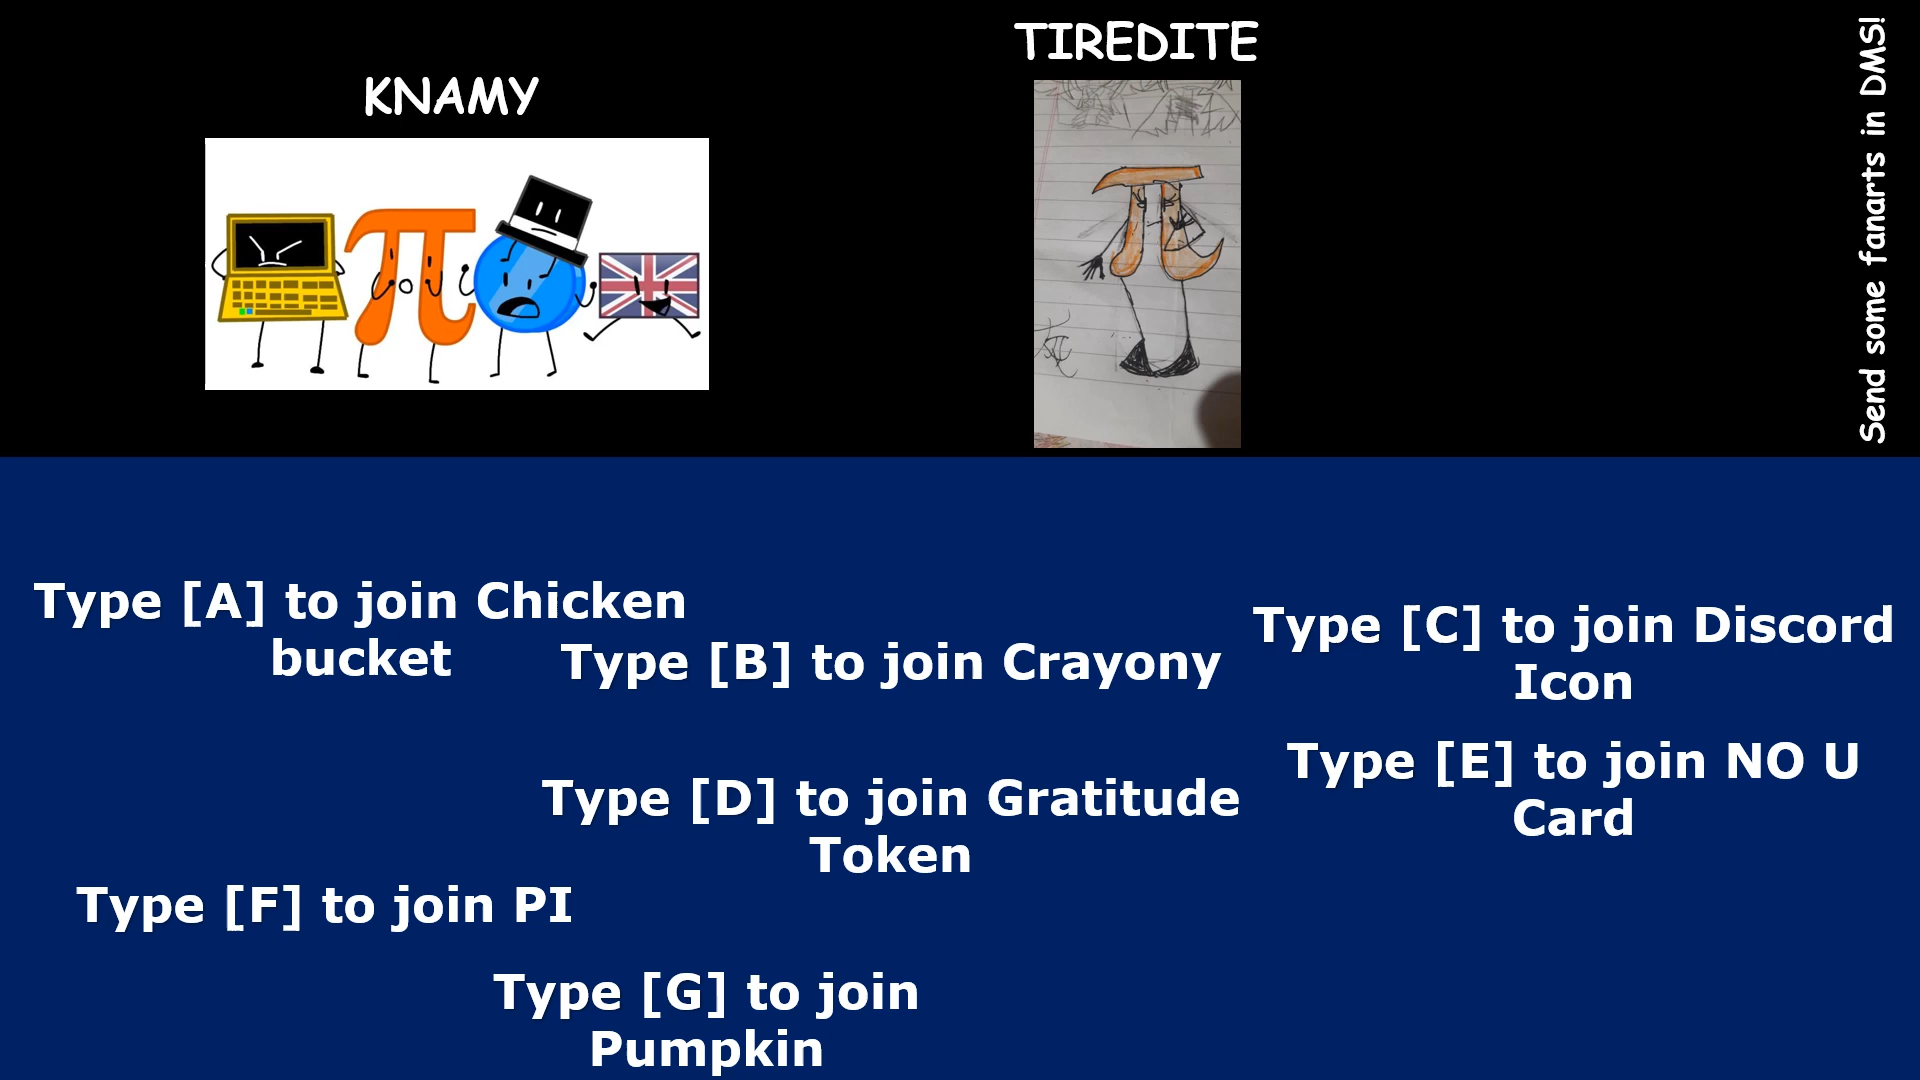 KNAMY
TIREDITE
Send some fanarts in DMS!
Type [A] to join Chicken
bucket
Type [B] to join Crayony
Type [C] to join Discord
Icon
Type [D] to join Gratitude
Token
Type [E] to join NO U
Card
Type [F] to join PI
Type [G] to join
Pumpkin